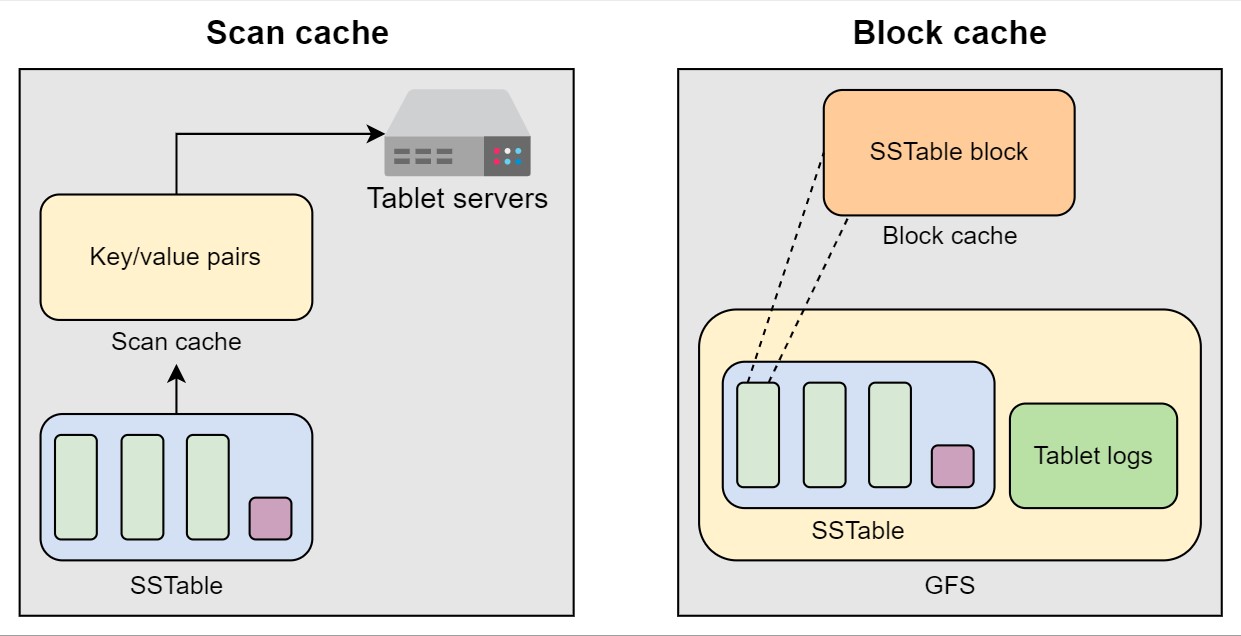 Scan cache
Tablet servers
Key/value pairs
Scan cache
SSTable
Block cache
SSTable block
Block cache
Tablet logs
SSTable
GFS